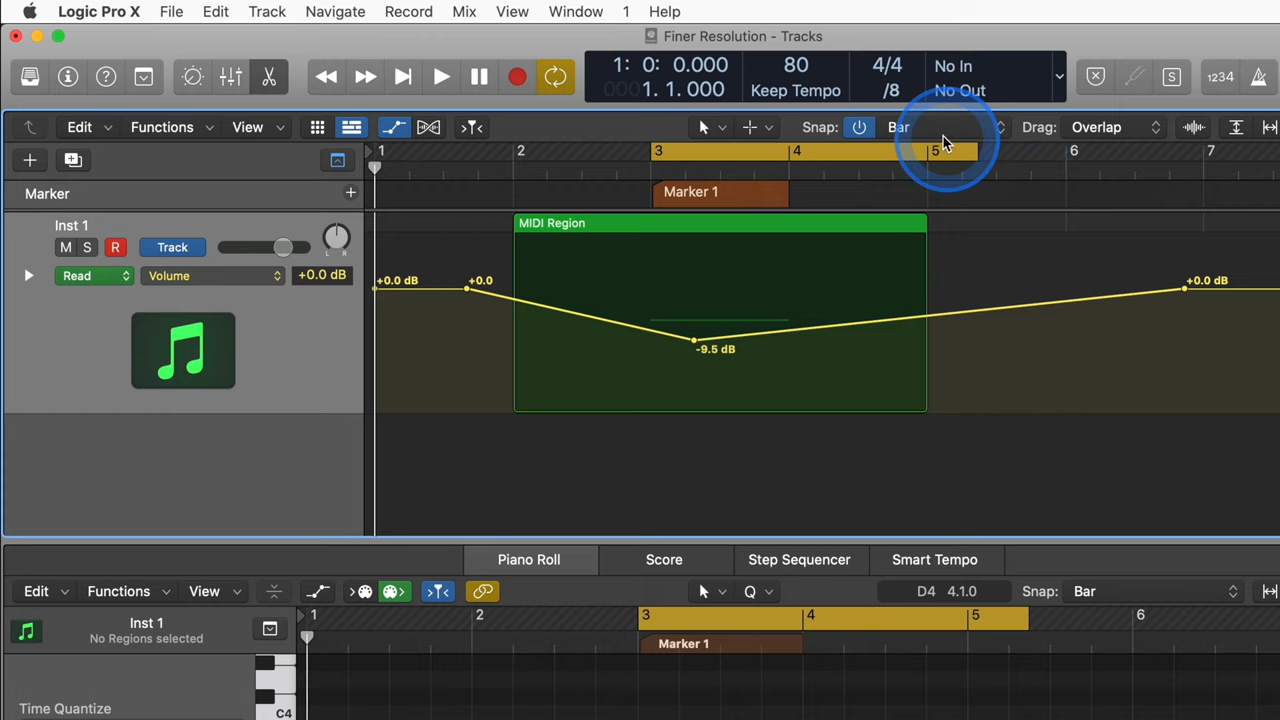 Logic Pro X File Edit Track Navigate Record Mix View Window 1 Help
Finer Resolution - Tracks
1: 0: 0.000 80 4/4 No In
0001. 1. 1.000 Keep Tempo /8 No Out
1234
Edit Functions View Snap: Bar Drag: Overlap
1 2 3 4 5 6 7
Marker Marker 1
Inst 1 MIDI Region
M S R Track L R
Read Volume +0.0 dB
+0.0 dB +0.0 +0.0 dB
-9.5 dB
Piano Roll Score Step Sequencer Smart Tempo
Edit Functions View Q D4 4.1.0 Snap: Bar
1 2 3 4 5 6
Inst 1
No Regions selected
Marker 1
Time Quantize
C4